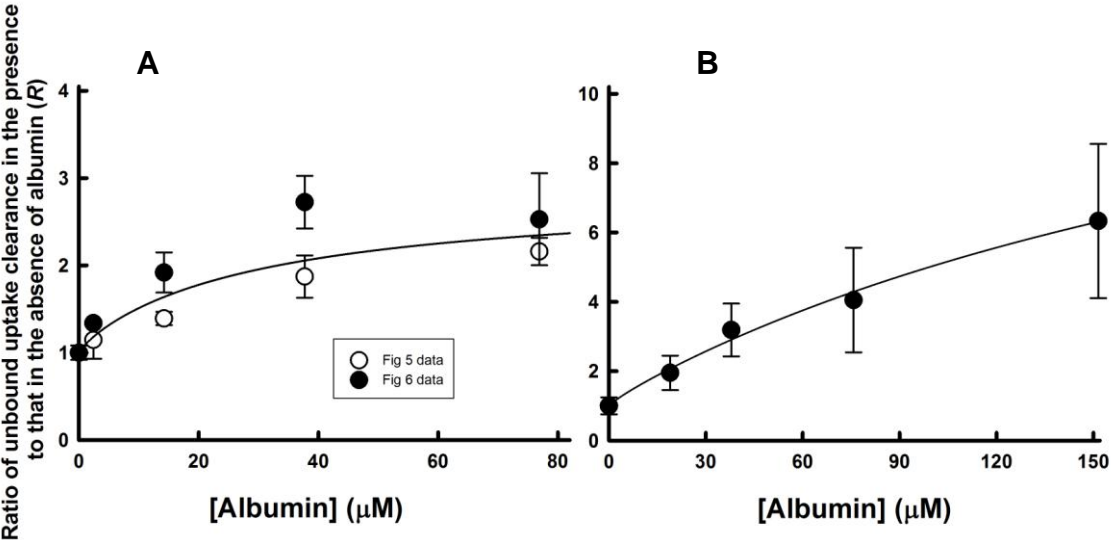 Ratio of unbound uptake clearance in the presence
to that in the absence of albumin (R)
A
4
3
2
1
0
0 20 40 60 80
[Albumin] (μM)
Fig 5 data
Fig 6 data
B
10
8
6
4
2
0
0 30 60 90 120 150
[Albumin] (μM)